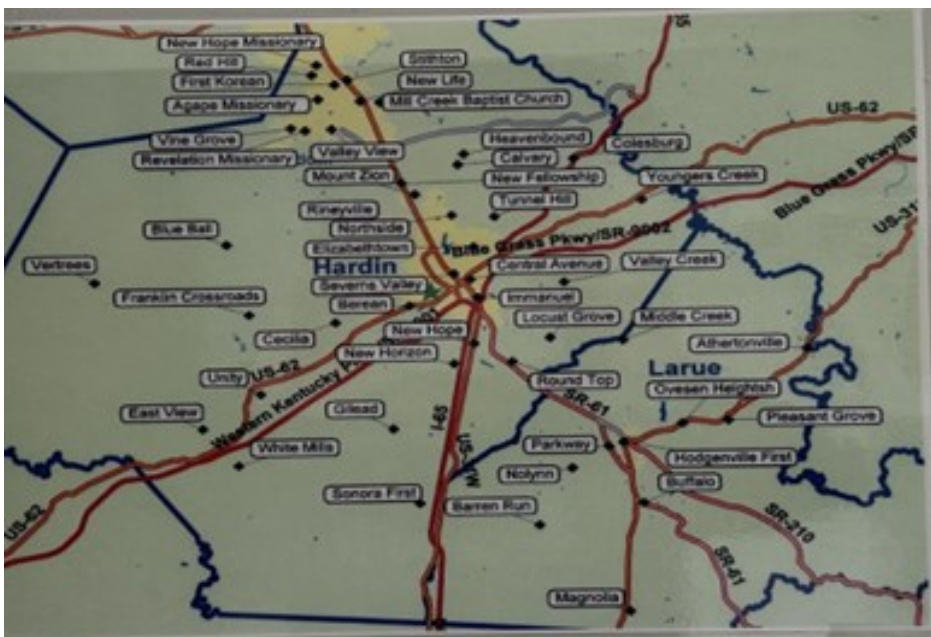 New Hope Missionary
Red Hill
First Korean
Agape Missionary
Vine Grove
Revelation Missionary
Stithton
New Life
Mill Creek Baptist Church
Valley View
Heavenbound
Calvary
Colesburg
US-62
Mount Zion
New Fellowship
Youngers Creek
Tunnel Hill
Blue Grass Pkwy/SR
Rineyville
Northside
Elizabethtown
Blue Grass Pkwy/SR-9002
US-31
Blue Ball
Vertrees
Hardin
Central Avenue
Valley Creek
Severns Valley
Franklin Crossroads
Berean
Immanuel
Cecilia
New Hope
Locust Grove
Middle Creek
New Horizon
Athertonville
Larue
Unity
US-62
Western Kentucky P
Round Top
Ovesen Heightsh
SR-61
East View
Gilead
I-65
Pleasant Grove
White Mills
Parkway
Hodgenville First
Nolynn
Buffalo
Sonora First
Barren Run
US-62
SR-210
SR-61
Magnolia